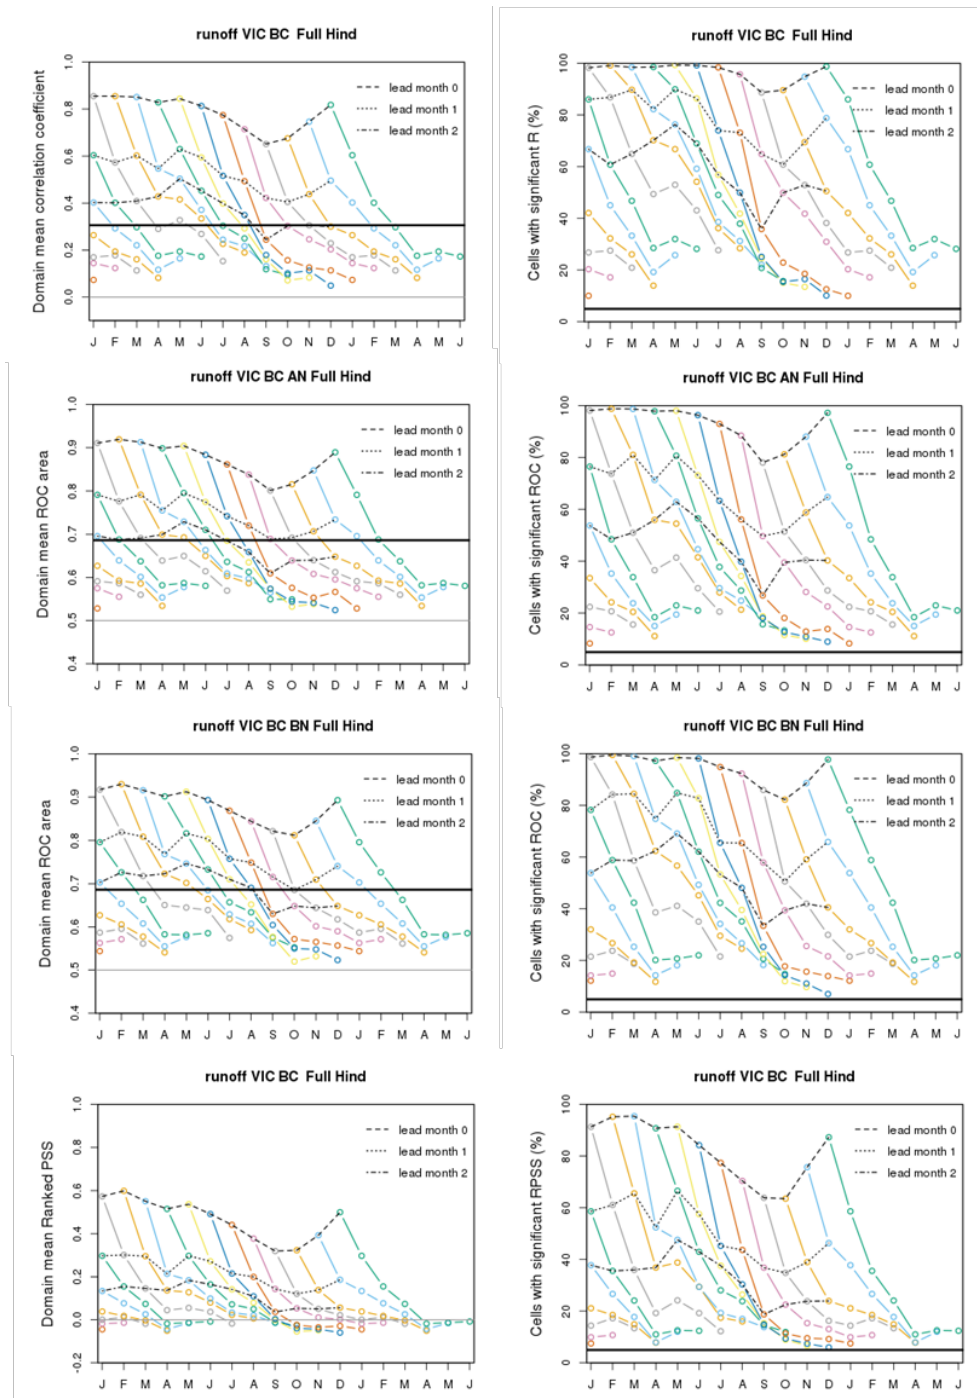 runoff VIC BC  Full Hind
Domain mean correlation coefficient
1.0
0.8
0.6
0.4
0.2
0.0
lead month 0
lead month 1
lead month 2
J F M A M J J A S O N D J F M A M J
runoff VIC BC  Full Hind
Cells with significant R (%)
100
80
60
40
20
0
lead month 0
lead month 1
lead month 2
J F M A M J J A S O N D J F M A M J
runoff VIC BC AN Full Hind
Domain mean ROC area
1.0
0.9
0.8
0.7
0.6
0.5
0.4
lead month 0
lead month 1
lead month 2
J F M A M J J A S O N D J F M A M J
runoff VIC BC AN Full Hind
Cells with significant ROC (%)
100
80
60
40
20
0
lead month 0
lead month 1
lead month 2
J F M A M J J A S O N D J F M A M J
runoff VIC BC BN Full Hind
Domain mean ROC area
1.0
0.9
0.8
0.7
0.6
0.5
0.4
lead month 0
lead month 1
lead month 2
J F M A M J J A S O N D J F M A M J
runoff VIC BC BN Full Hind
Cells with significant ROC (%)
100
80
60
40
20
0
lead month 0
lead month 1
lead month 2
J F M A M J J A S O N D J F M A M J
runoff VIC BC  Full Hind
Domain mean Ranked PSS
1.0
0.8
0.6
0.4
0.2
0.0
-0.2
lead month 0
lead month 1
lead month 2
J F M A M J J A S O N D J F M A M J
runoff VIC BC  Full Hind
Cells with significant RPSS (%)
100
80
60
40
20
0
lead month 0
lead month 1
lead month 2
J F M A M J J A S O N D J F M A M J